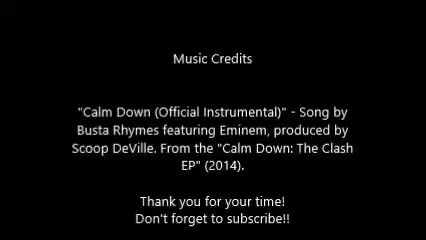 Music Credits
"Calm Down (Official Instrumental)" - Song by
Busta Rhymes featuring Eminem, produced by
Scoop DeVille. From the "Calm Down: The Clash
EP" (2014).
Thank you for your time!
Don't forget to subscribe!!